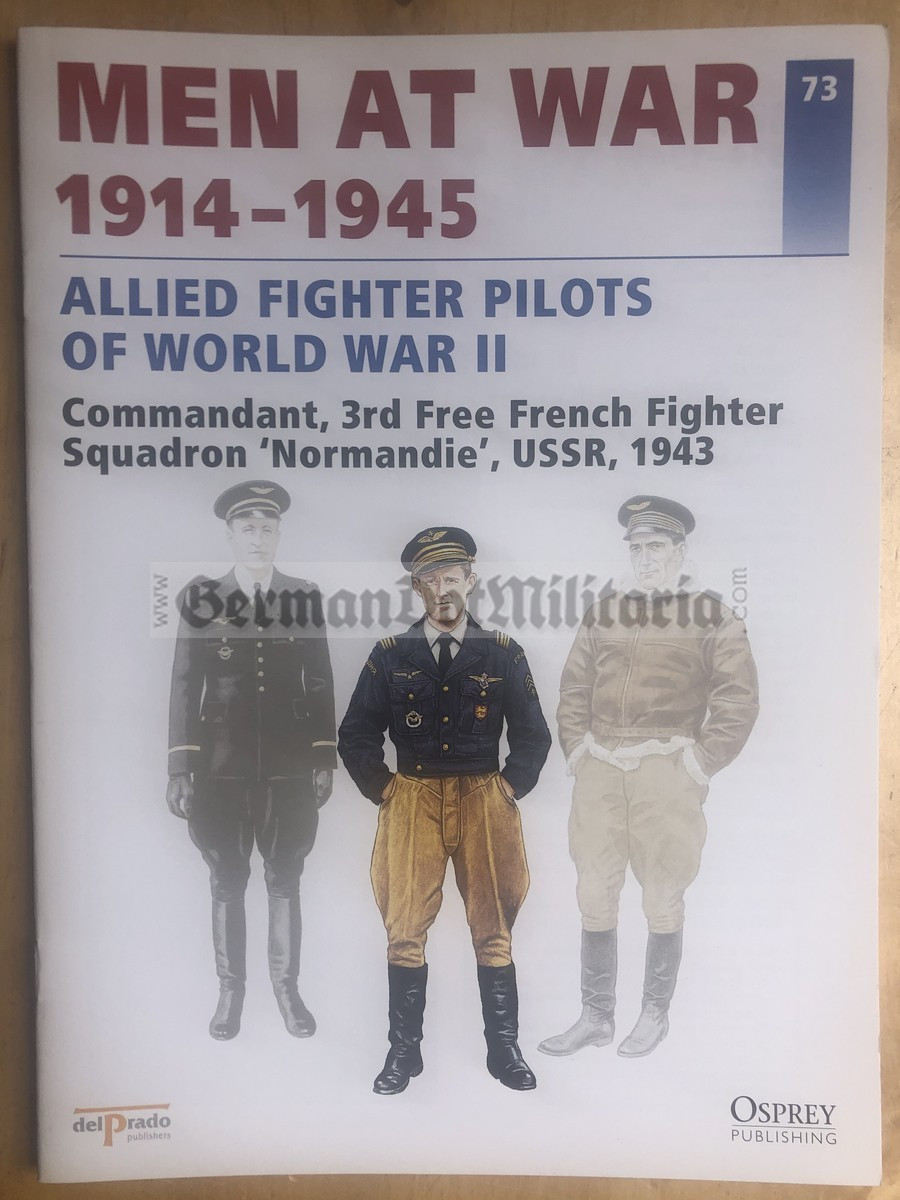 MEN AT WAR
73
1914–1945
ALLIED FIGHTER PILOTS
OF WORLD WAR II
Commandant, 3rd Free French Fighter
Squadron ‘Normandie’, USSR, 1943
www.GermanMilitaria.com
delPrado
publishers
OSPREY
PUBLISHING